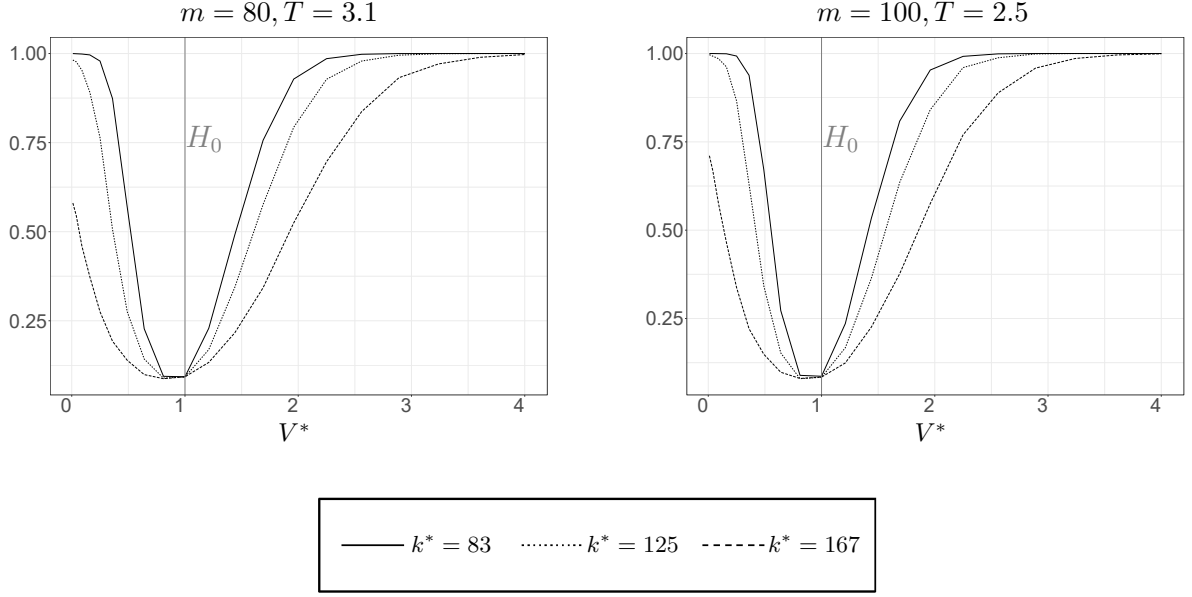 m = 80, T = 3.1
1.00
0.75
0.50
0.25
H₀
0 1 2 3 4
V*
m = 100, T = 2.5
1.00
0.75
0.50
0.25
H₀
0 1 2 3 4
V*
k* = 83 k* = 125 k* = 167